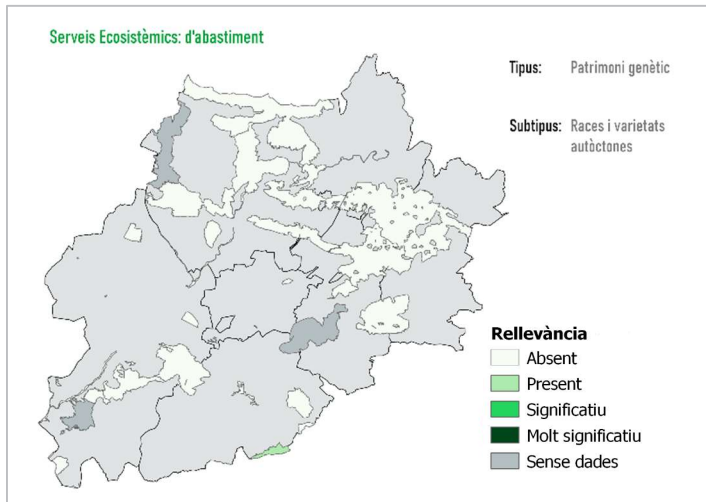 Serveis Ecosistèmics: d'abastiment
Tipus: Patrimoni genètic
Subtipus: Races i varietats
autòctones
Rellevància
Absent
Present
Significatiu
Molt significatiu
Sense dades